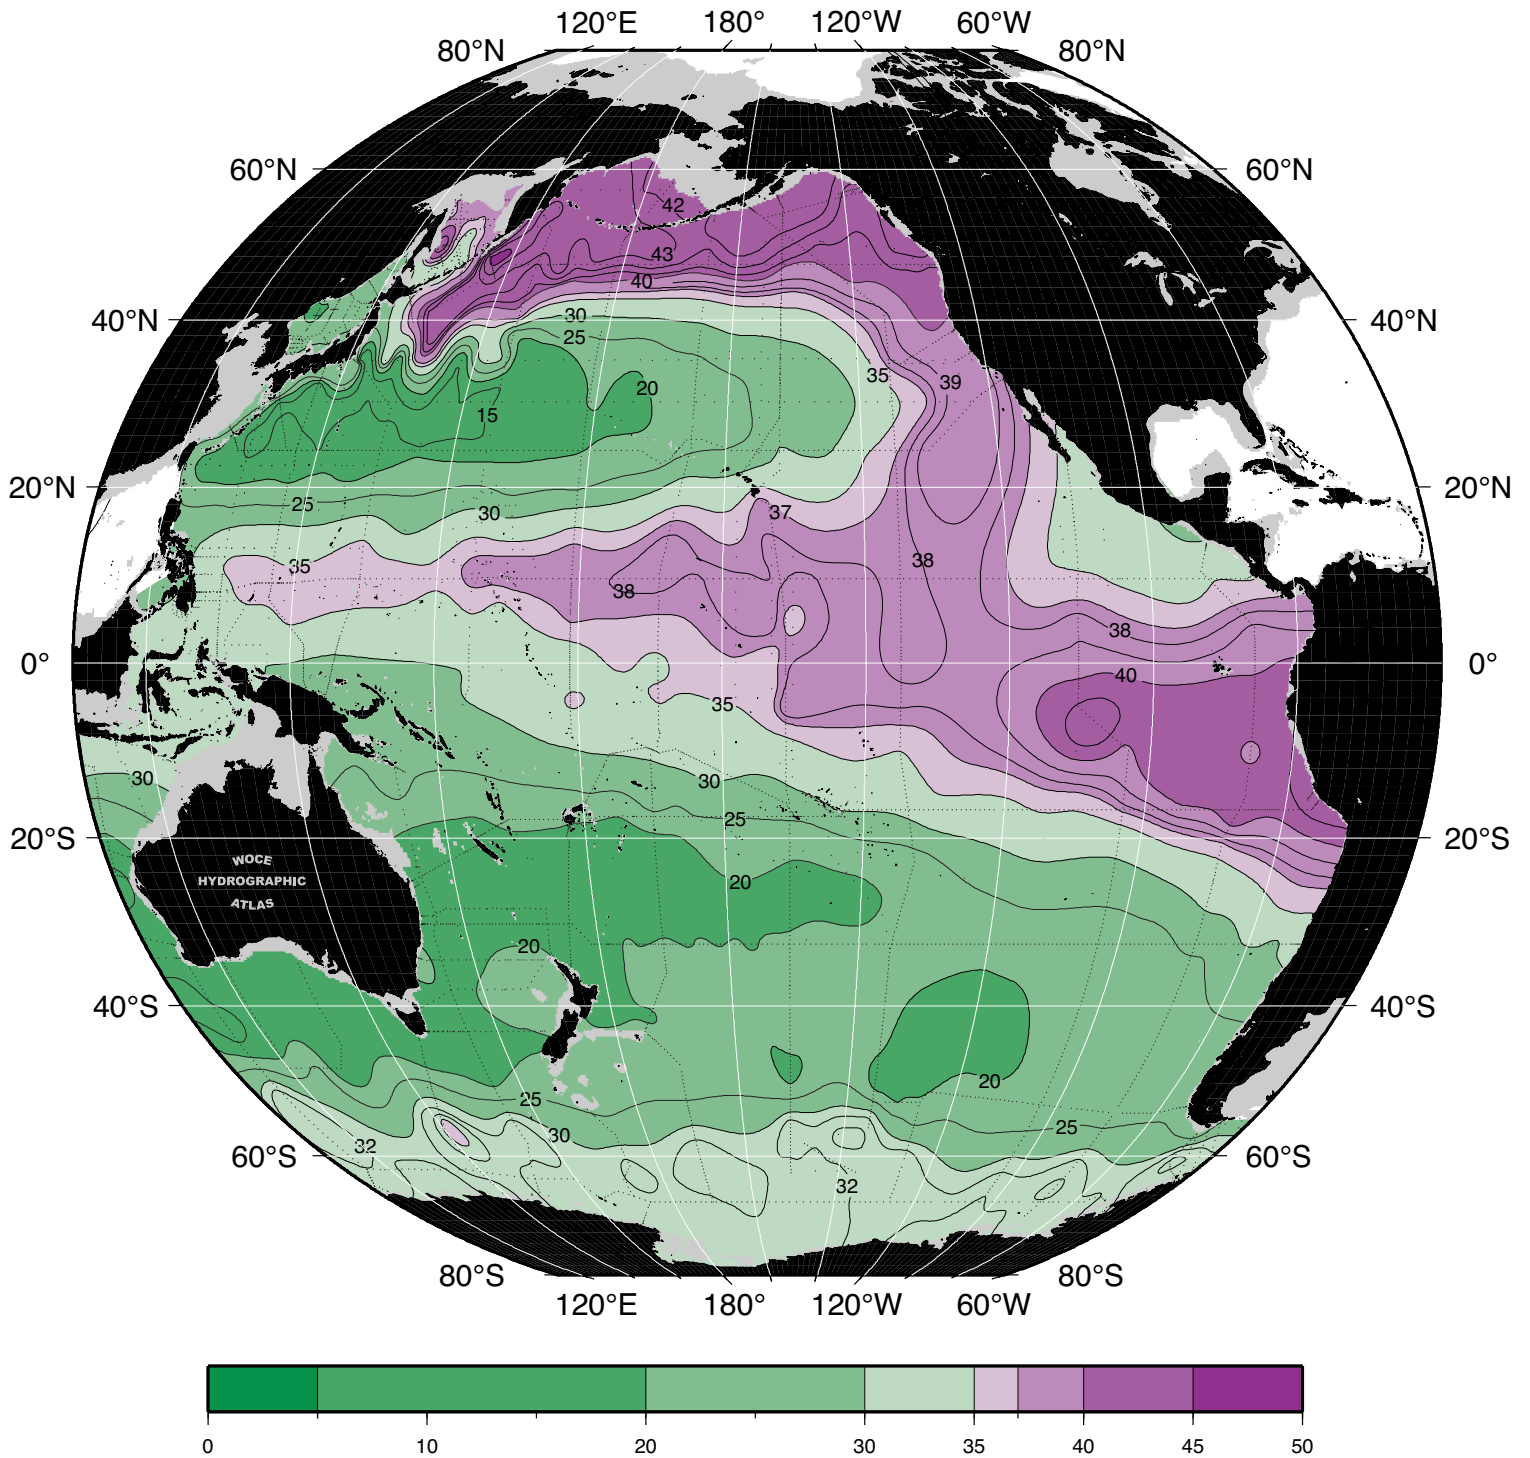 120°E 180° 120°W 60°W
80°N 80°N
60°N 60°N
42
43
40
40°N 40°N
30
25
35 39
20
15
20°N 20°N
25 30 37
35 38
38
38
0° 0°
40
35
30 30
25
20°S 20°S
WOCE
HYDROGRAPHIC
ATLAS
20
20
40°S 40°S
20
25 25
30
32
60°S 60°S
32
80°S 80°S
120°E 180° 120°W 60°W
0 10 20 30 35 40 45 50